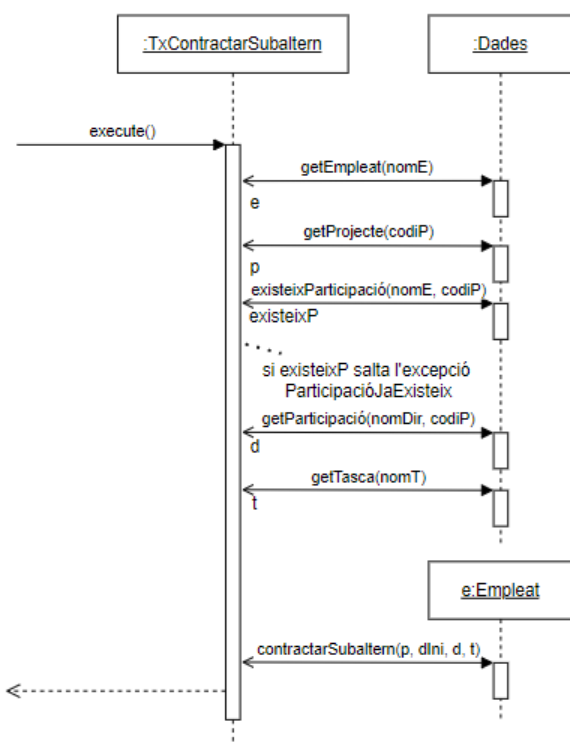 :TxContractarSubaltern
:Dades
execute()
getEmpleat(nomE)
e
getProjecte(codiP)
p
existeixParticipació(nomE, codiP)
existeixP
si existeixP salta l'excepció
ParticipacióJaExisteix
getParticipació(nomDir, codiP)
d
getTasca(nomT)
t
e:Empleat
contractarSubaltern(p, dIni, d, t)